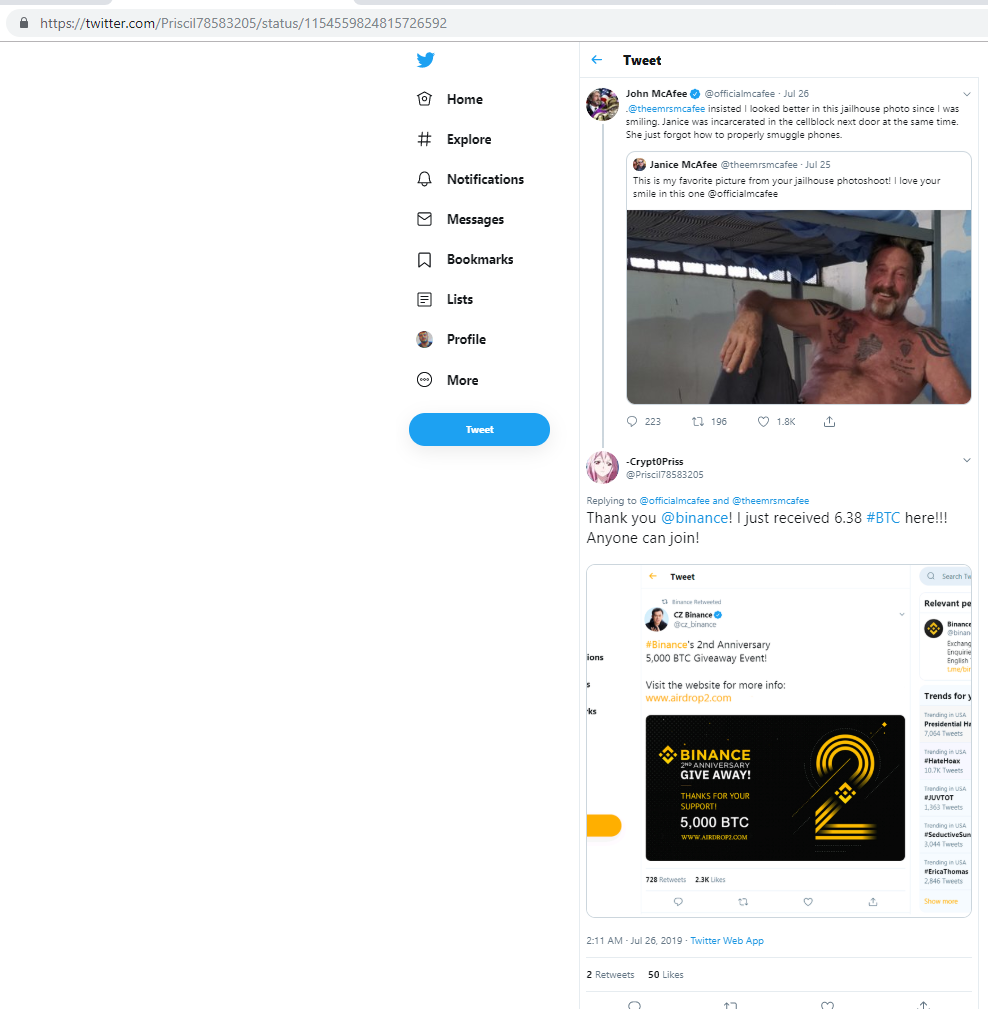 https://twitter.com/Priscil78583205/status/1154559824815726592
Home
Explore
Notifications
Messages
Bookmarks
Lists
Profile
More
Tweet
Tweet
John McAfee @officialmcafee · Jul 26
.@theemrsmcafee insisted I looked better in this jailhouse photo since I was
smiling. Janice was incarcerated in the cellblock next door at the same time.
She just forgot how to properly smuggle phones.
Janice McAfee @theemrsmcafee · Jul 25
This is my favorite picture from your jailhouse photoshoot! I love your
smile in this one @officialmcafee
223 196 1.8K
-Crypt0Priss
@Priscil78583205
Replying to @officialmcafee and @theemrsmcafee
Thank you @binance! I just received 6.38 #BTC here!!!
Anyone can join!
ions
s
ks
Tweet
Binance Retweeted
CZ Binance
@cz_binance
#Binance's 2nd Anniversary
5,000 BTC Giveaway Event!
Visit the website for more info:
www.airdrop2.com
BINANCE
2ND ANNIVERSARY
GIVE AWAY!
THANKS FOR YOUR
SUPPORT!
5,000 BTC
WWW.AIRDROP2.COM
2
728 Retweets 2.3K Likes
Search Tw
Relevant pe
Binance
@binan
Exchang
Enquirie
English T
t.me/bin
Trends for y
Trending in USA
Presidential Ha
7,064 Tweets
Trending in USA
#HateHoax
10.7K Tweets
Trending in USA
#JUVTOT
1,363 Tweets
Trending in USA
#SeductiveSun
3,044 Tweets
Trending in USA
#EricaThomas
2,846 Tweets
Show more
2:11 AM · Jul 26, 2019 · Twitter Web App
2 Retweets 50 Likes